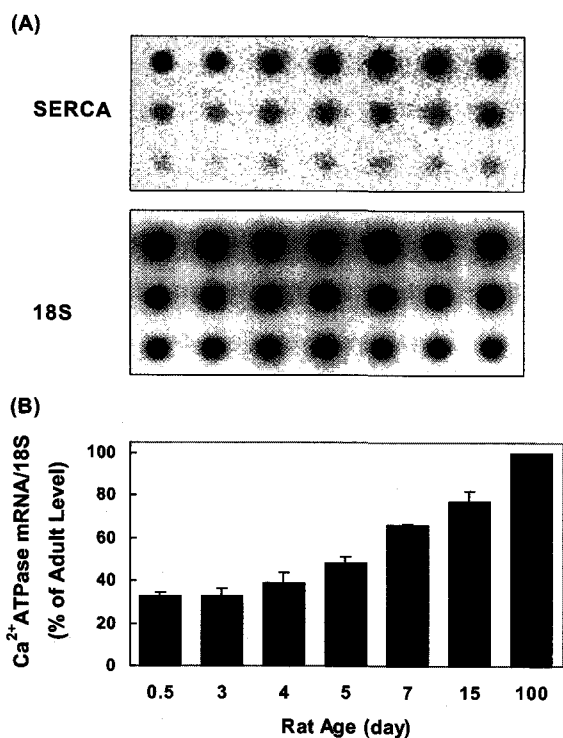 (A)
SERCA
18S
(B)
Ca2+ ATPase mRNA/18S
(% of Adult Level)
100
80
60
40
20
0
0.5 3 4 5 7 15 100
Rat Age (day)